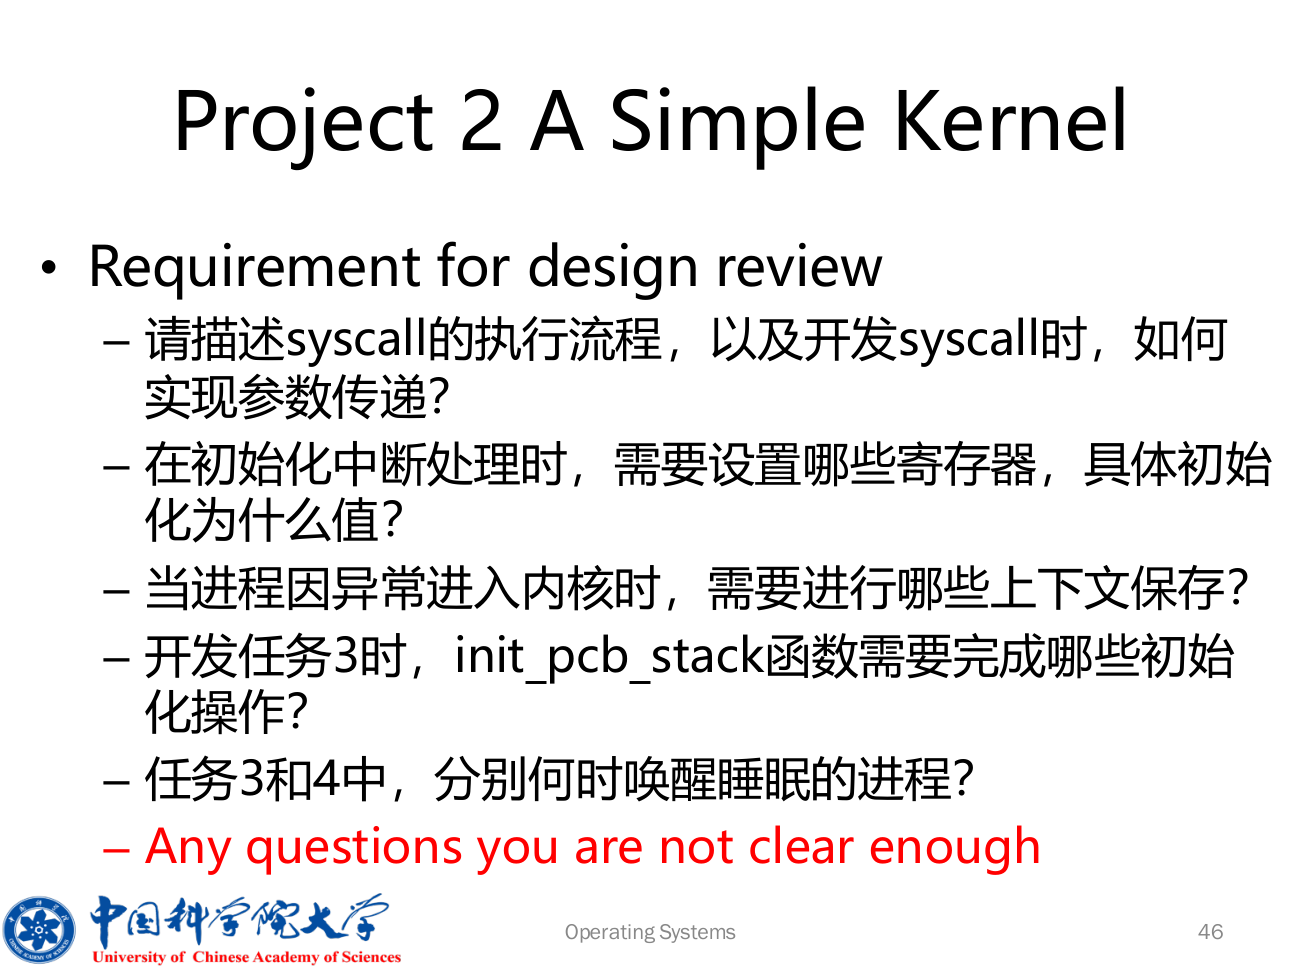 Project 2 A Simple Kernel
• Requirement for design review
– 请描述syscall的执行流程，以及开发syscall时，如何
实现参数传递？
– 在初始化中断处理时，需要设置哪些寄存器，具体初始
化为什么值？
– 当进程因异常进入内核时，需要进行哪些上下文保存？
– 开发任务3时，init_pcb_stack函数需要完成哪些初始
化操作？
– 任务3和4中，分别何时唤醒睡眠的进程？
– Any questions you are not clear enough
中国科学院大学
University of Chinese Academy of Sciences
Operating Systems
46